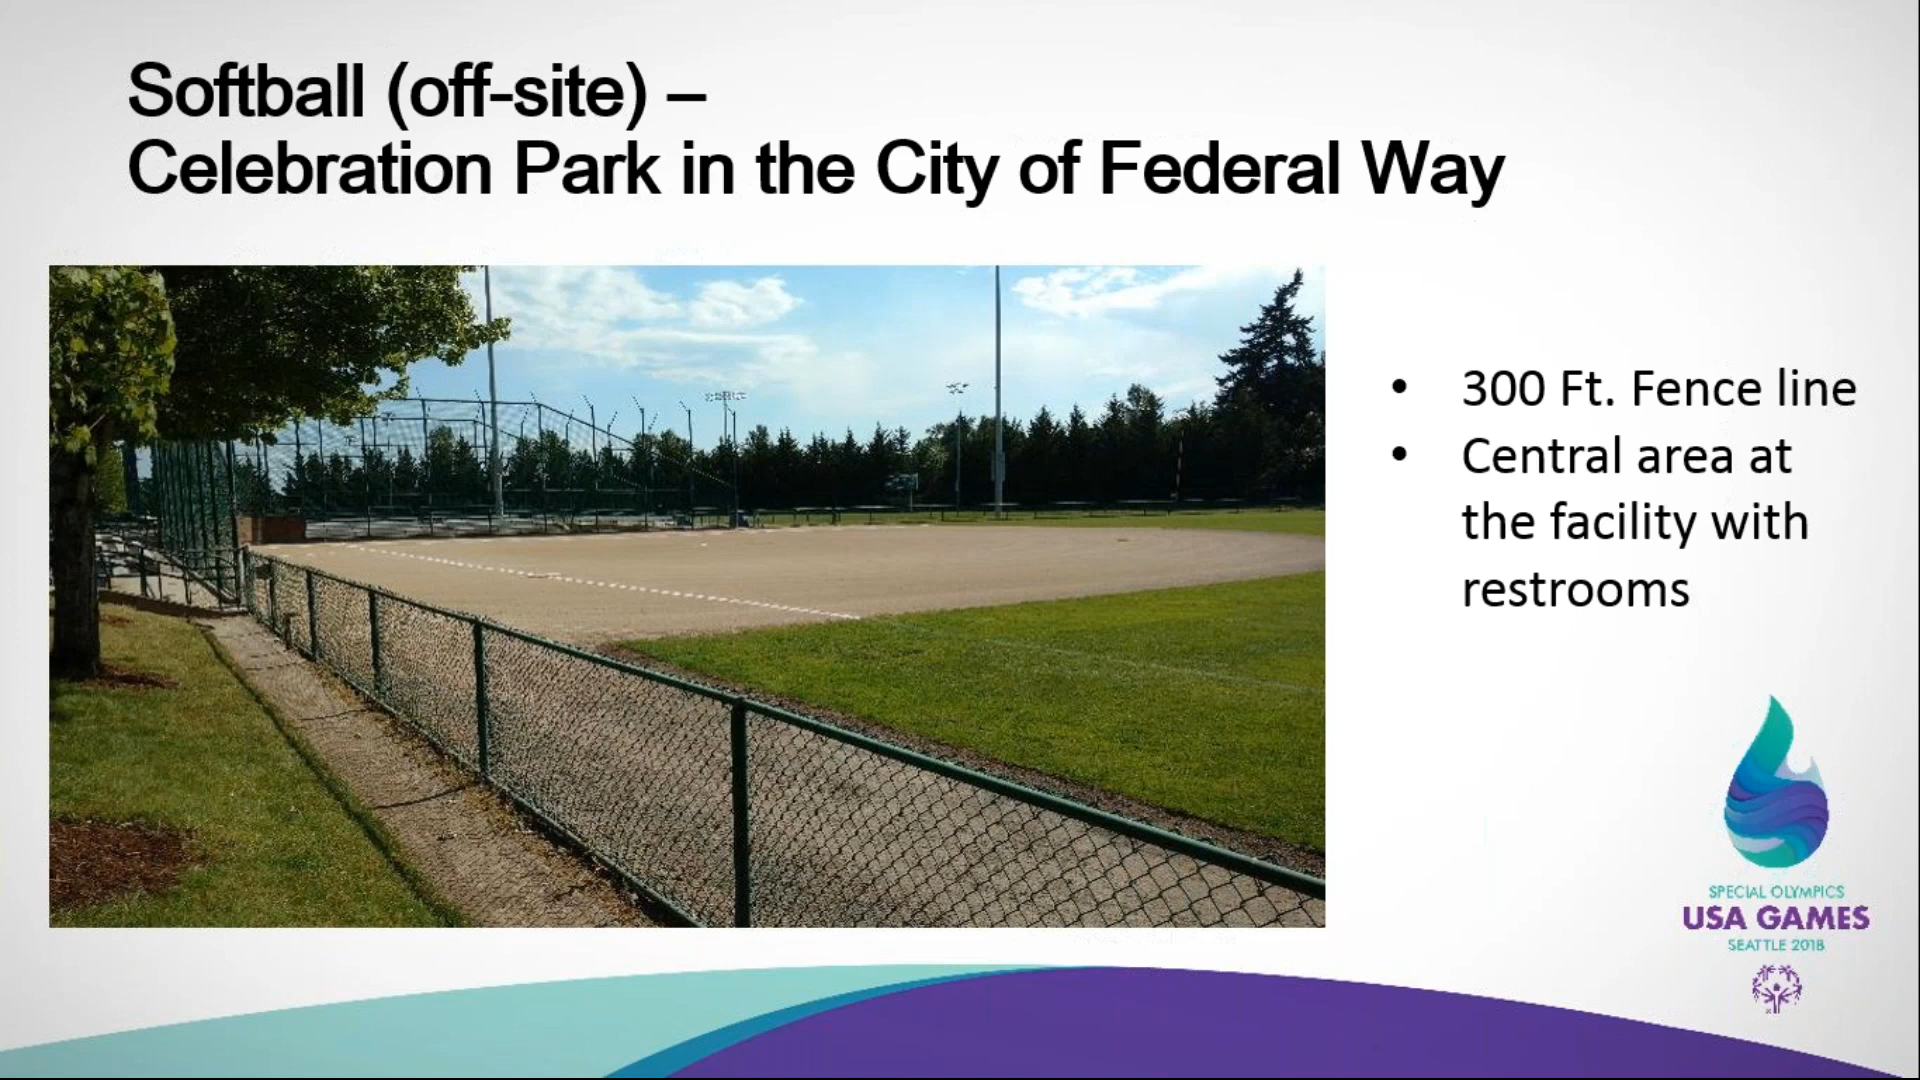 Softball (off-site) –
Celebration Park in the City of Federal Way
• 300 Ft. Fence line
• Central area at
the facility with
restrooms
SPECIAL OLYMPICS
USA GAMES
SEATTLE 2018